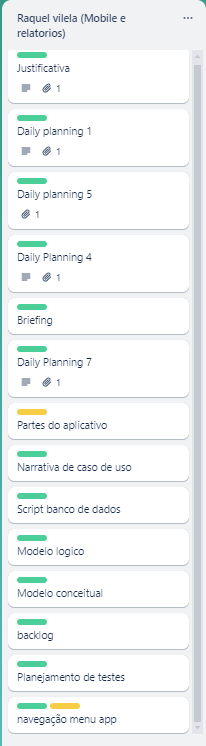 Raquel vilela (Mobile e
relatorios)
Justificativa
1
Daily planning 1
1
Daily planning 5
1
Daily Planning 4
1
Briefing
Daily Planning 7
1
Partes do aplicativo
Narrativa de caso de uso
Script banco de dados
Modelo logico
Modelo conceitual
backlog
Planejamento de testes
navegação menu app